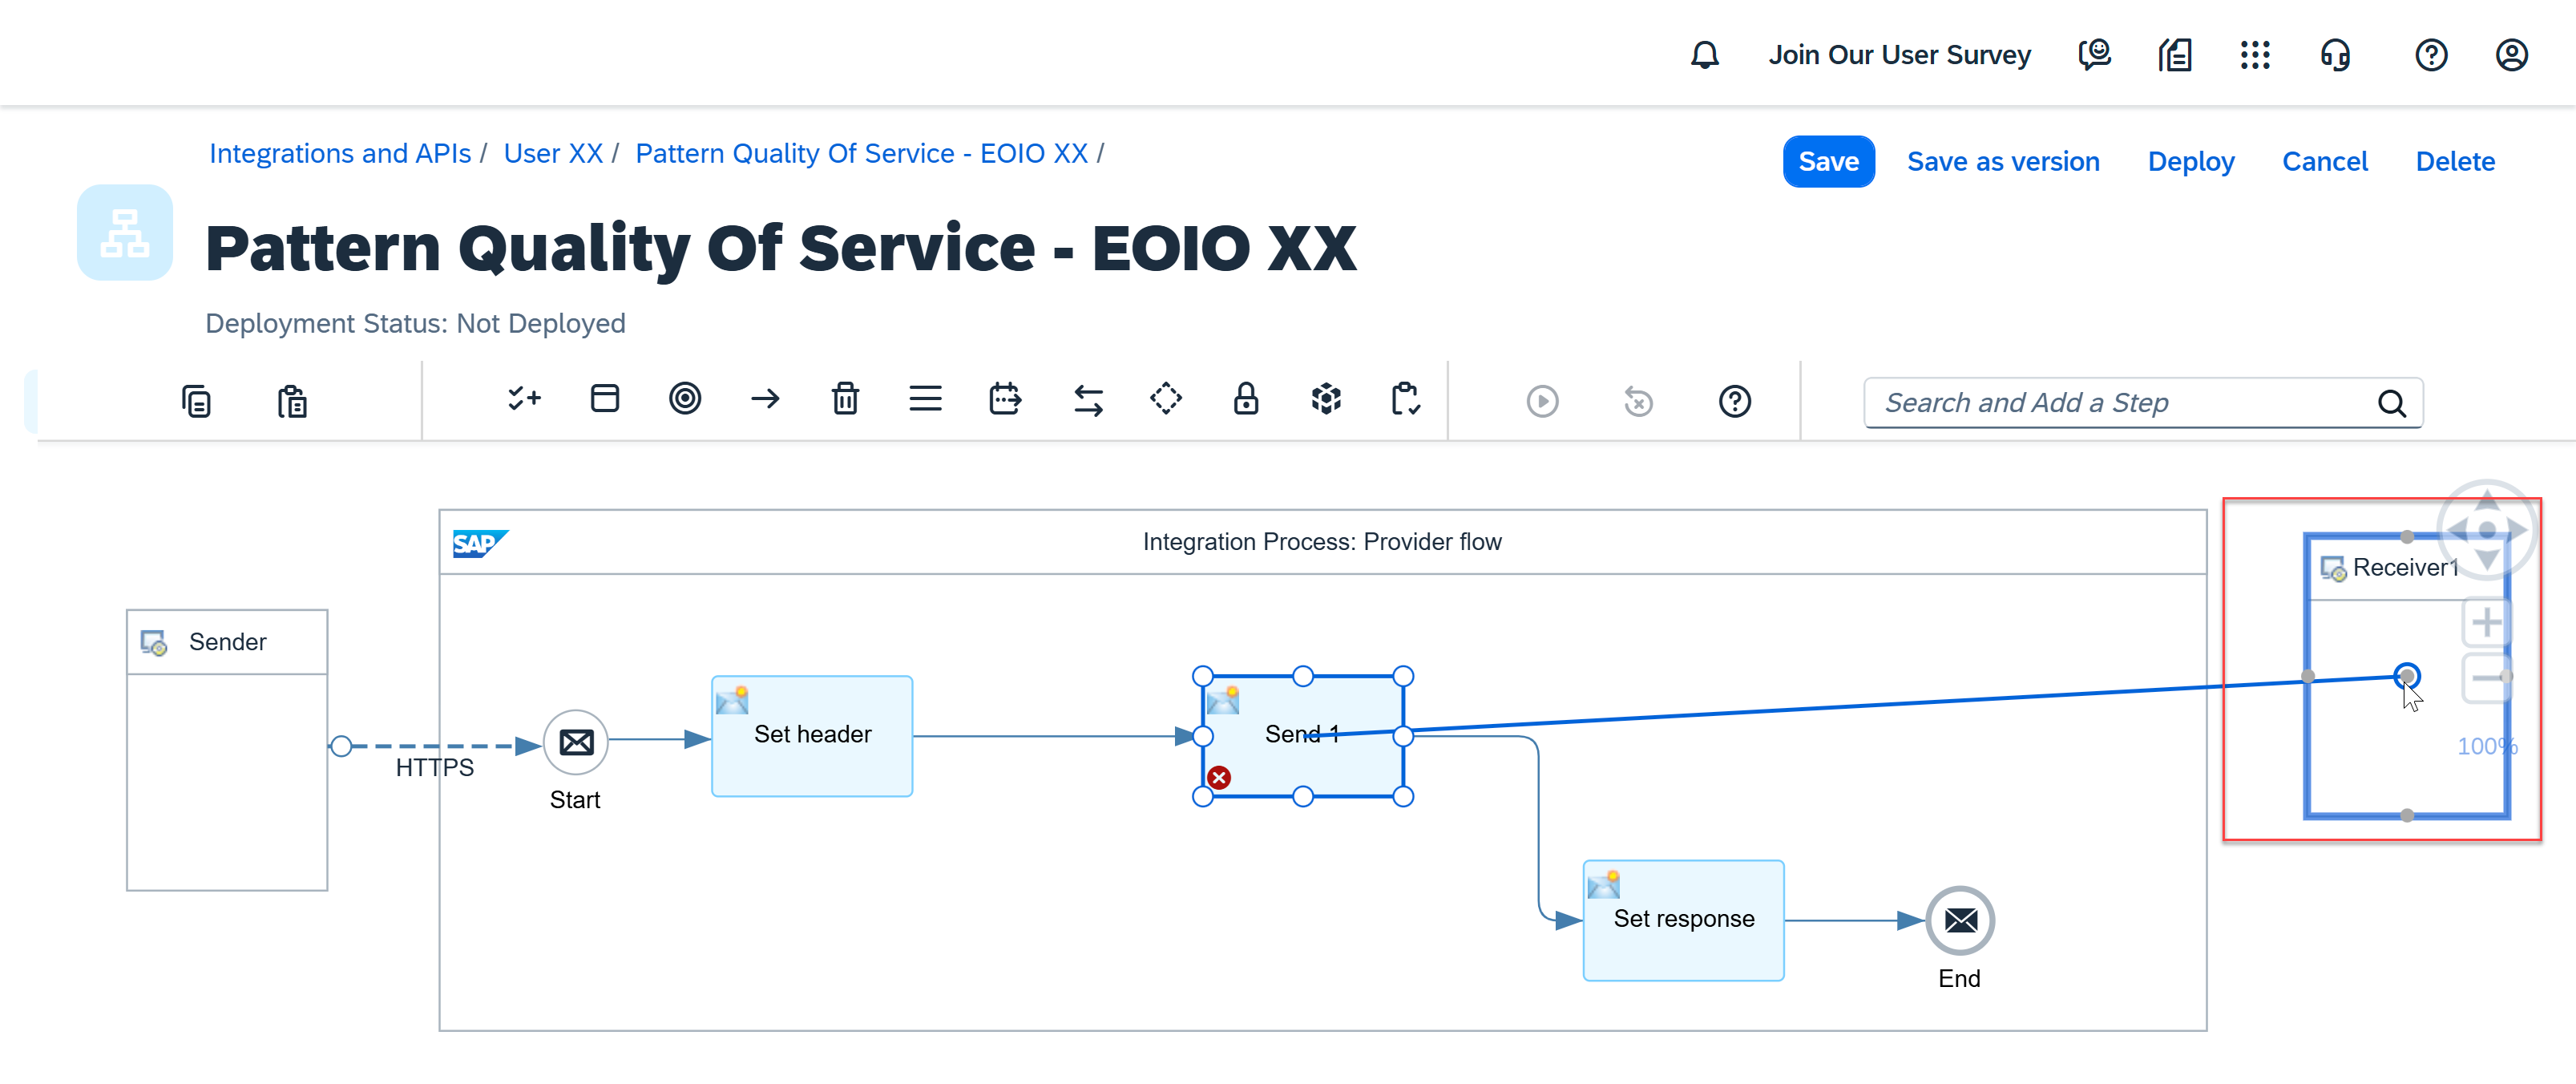 Join Our User Survey
Integrations and APIs / User XX / Pattern Quality Of Service - EOIO XX /
Save Save as version Deploy Cancel Delete
Pattern Quality Of Service - EOIO XX
Deployment Status: Not Deployed
Search and Add a Step
SAP Integration Process: Provider flow
Receiver1
Sender
Set header
Send 1
HTTPS
100%
Start
Set response
End